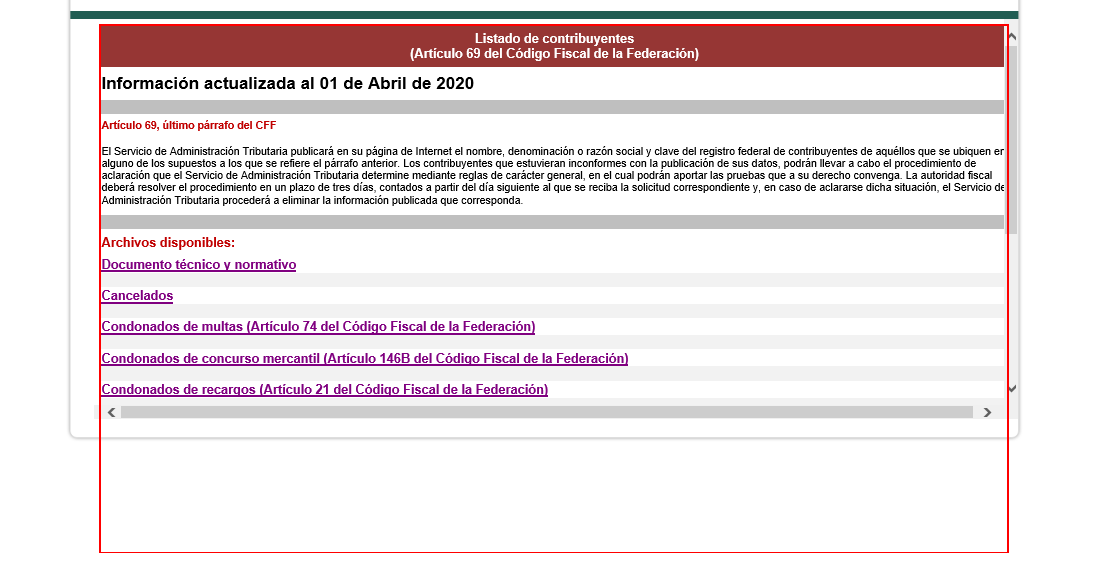 Listado de contribuyentes
(Artículo 69 del Código Fiscal de la Federación)
Información actualizada al 01 de Abril de 2020
Artículo 69, último párrafo del CFF
El Servicio de Administración Tributaria publicará en su página de Internet el nombre, denominación o razón social y clave del registro federal de contribuyentes de aquéllos que se ubiquen en
alguno de los supuestos a los que se refiere el párrafo anterior. Los contribuyentes que estuvieran inconformes con la publicación de sus datos, podrán llevar a cabo el procedimiento de
aclaración que el Servicio de Administración Tributaria determine mediante reglas de carácter general, en el cual podrán aportar las pruebas que a su derecho convenga. La autoridad fiscal
deberá resolver el procedimiento en un plazo de tres días, contados a partir del día siguiente al que se reciba la solicitud correspondiente y, en caso de aclararse dicha situación, el Servicio de
Administración Tributaria procederá a eliminar la información publicada que corresponda.
Archivos disponibles:
Documento técnico y normativo
Cancelados
Condonados de multas (Artículo 74 del Código Fiscal de la Federación)
Condonados de concurso mercantil (Artículo 146B del Código Fiscal de la Federación)
Condonados de recargos (Artículo 21 del Código Fiscal de la Federación)